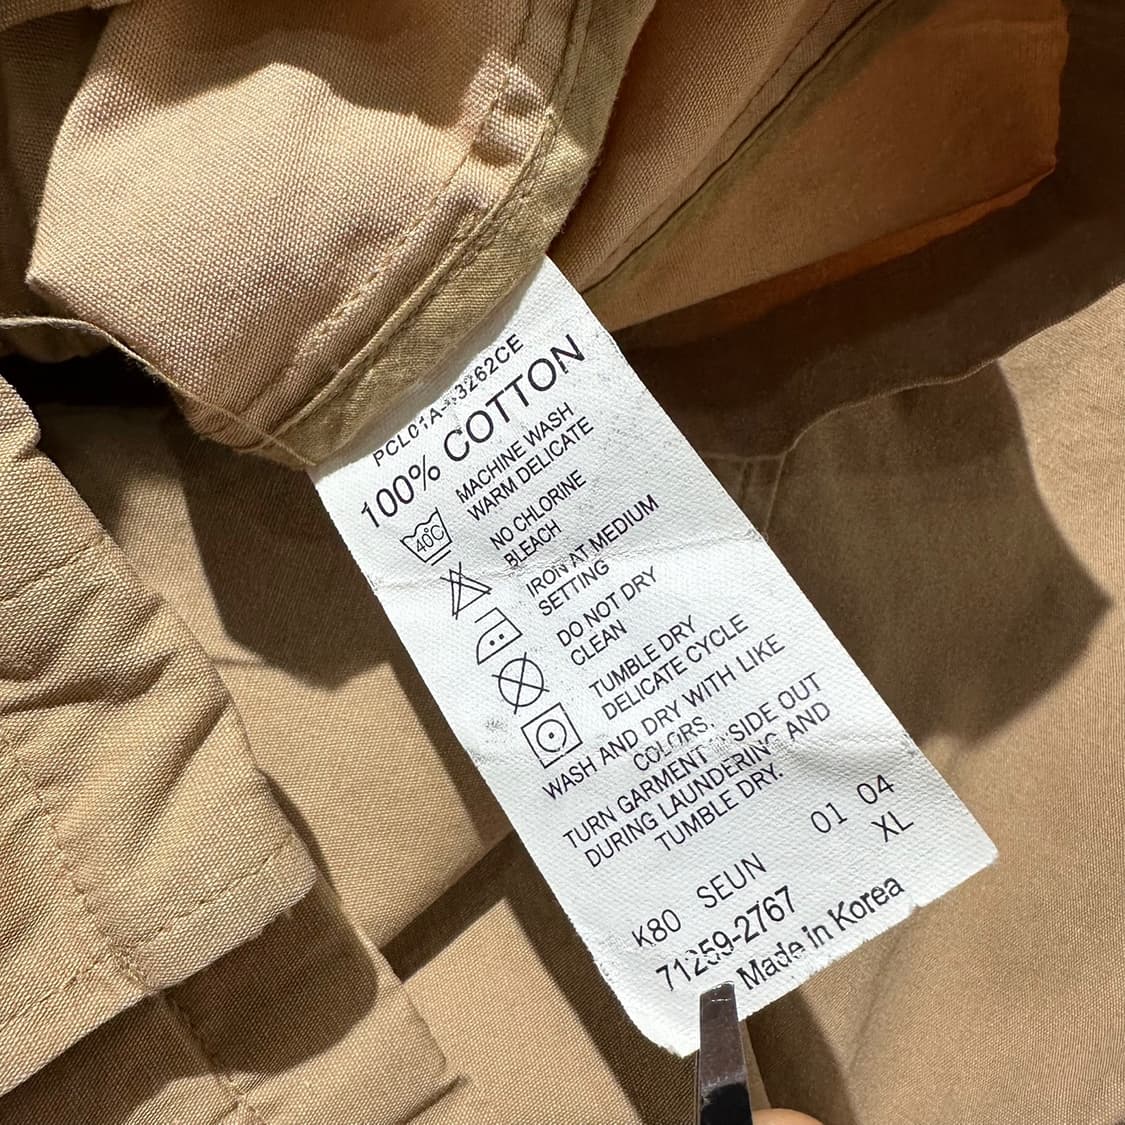 100% COTTON
40°C
MACHINE WASH
WARM DELICATE
NO CHLORINE
BLEACH
IRON AT MEDIUM
SETTING
DO NOT DRY
CLEAN
TUMBLE DRY
DELICATE CYCLE
WASH AND DRY WITH LIKE
COLORS.
TURN GARMENT INSIDE OUT
DURING LAUNDERING AND
TUMBLE DRY.
01 04
XL
K80 SEUN
71259-2767
Made in Korea